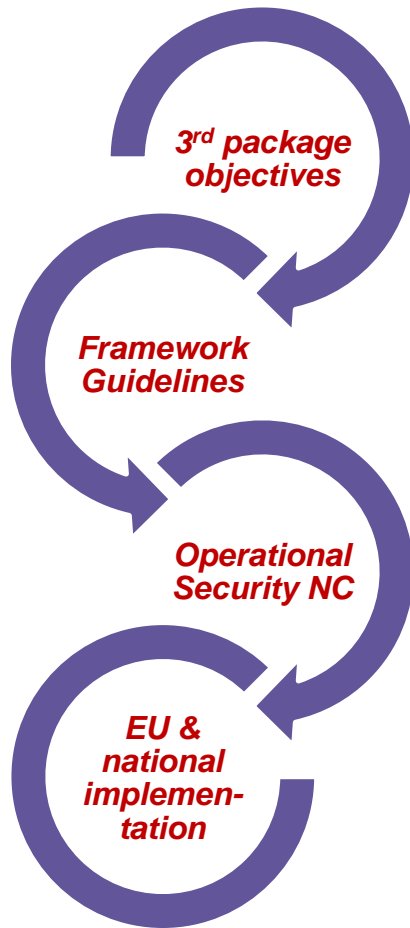 3rd package
objectives
Framework
Guidelines
Operational
Security NC
EU &
national
implemen-
tation